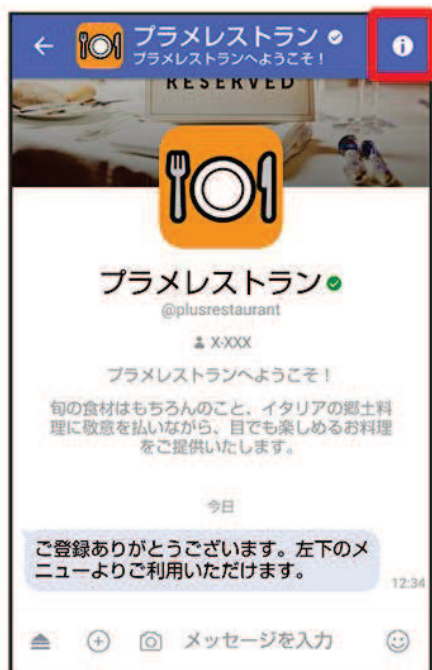 プラメレストラン
プラメレストランへようこそ！
RESERVED
プラメレストラン
@plusrestaurant
X-XXX
プラメレストランへようこそ！
旬の食材はもちろんのこと、イタリアの郷土料
理に敬意を払いながら、目でも楽しめるお料理
をご提供いたします。
今日
ご登録ありがとうございます。左下のメ
ニューよりご利用いただけます。
12:34
メッセージを入力